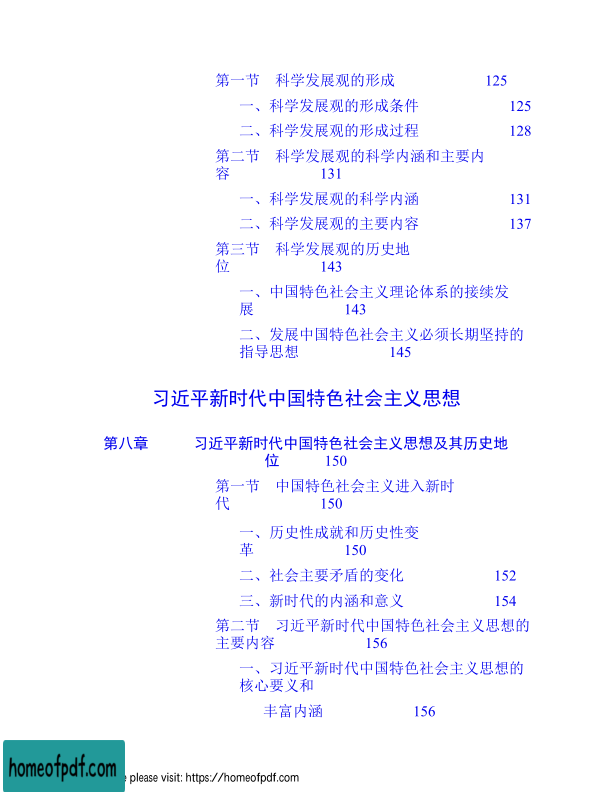 第一节 科学发展观的形成 125
一、科学发展观的形成条件 125
二、科学发展观的形成过程 128
第二节 科学发展观的科学内涵和主要内
容 131
一、科学发展观的科学内涵 131
二、科学发展观的主要内容 137
第三节 科学发展观的历史地
位 143
一、中国特色社会主义理论体系的接续发
展 143
二、发展中国特色社会主义必须长期坚持的
指导思想 145
习近平新时代中国特色社会主义思想
第八章 习近平新时代中国特色社会主义思想及其历史地
位 150
第一节 中国特色社会主义进入新时
代 150
一、历史性成就和历史性变
革 150
二、社会主要矛盾的变化 152
三、新时代的内涵和意义 154
第二节 习近平新时代中国特色社会主义思想的
主要内容 156
一、习近平新时代中国特色社会主义思想的
核心要义和
丰富内涵 156
homeofpdf.com
please visit: https://homeofpdf.com